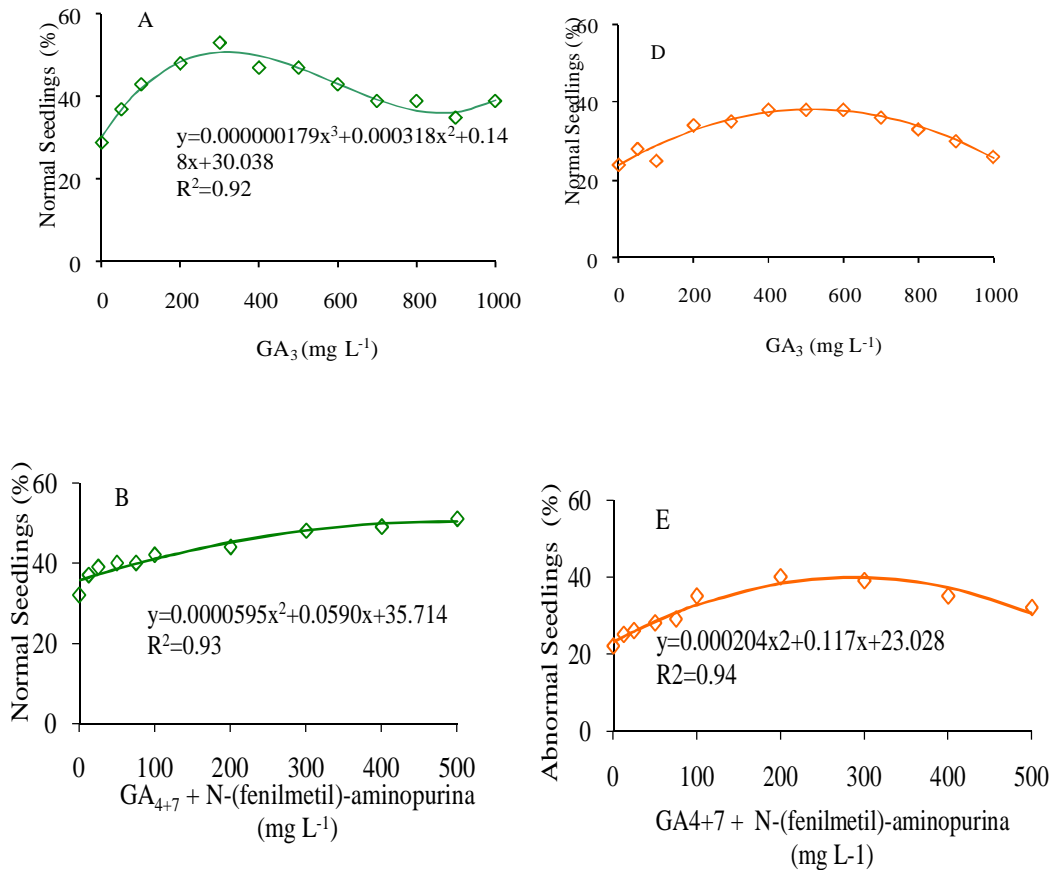 A
Normal Seedlings (%)
60
40
20
0
y=0.000000179x³+0.000318x²+0.14
8x+30.038
R²=0.92
0 200 400 600 800 1000
GA₃ (mg L⁻¹)
D
Normal Seedlings (%)
60
40
20
0
0 200 400 600 800 1000
GA₃ (mg L⁻¹)
B
Normal Seedlings (%)
60
40
20
0
y=0.0000595x²+0.0590x+35.714
R²=0.93
0 100 200 300 400 500
GA₄₊₇ + N-(fenilmetil)-aminopurina
(mg L⁻¹)
E
Abnormal Seedlings (%)
60
40
20
0
y=0.000204x2+0.117x+23.028
R2=0.94
0 100 200 300 400 500
GA4+7 + N-(fenilmetil)-aminopurina
(mg L-1)